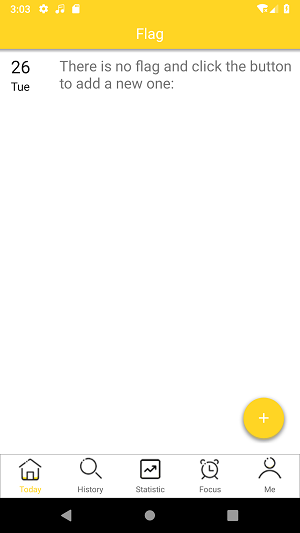 3:03
Flag
26
Tue
There is no flag and click the button
to add a new one:
+
Today
History
Statistic
Focus
Me